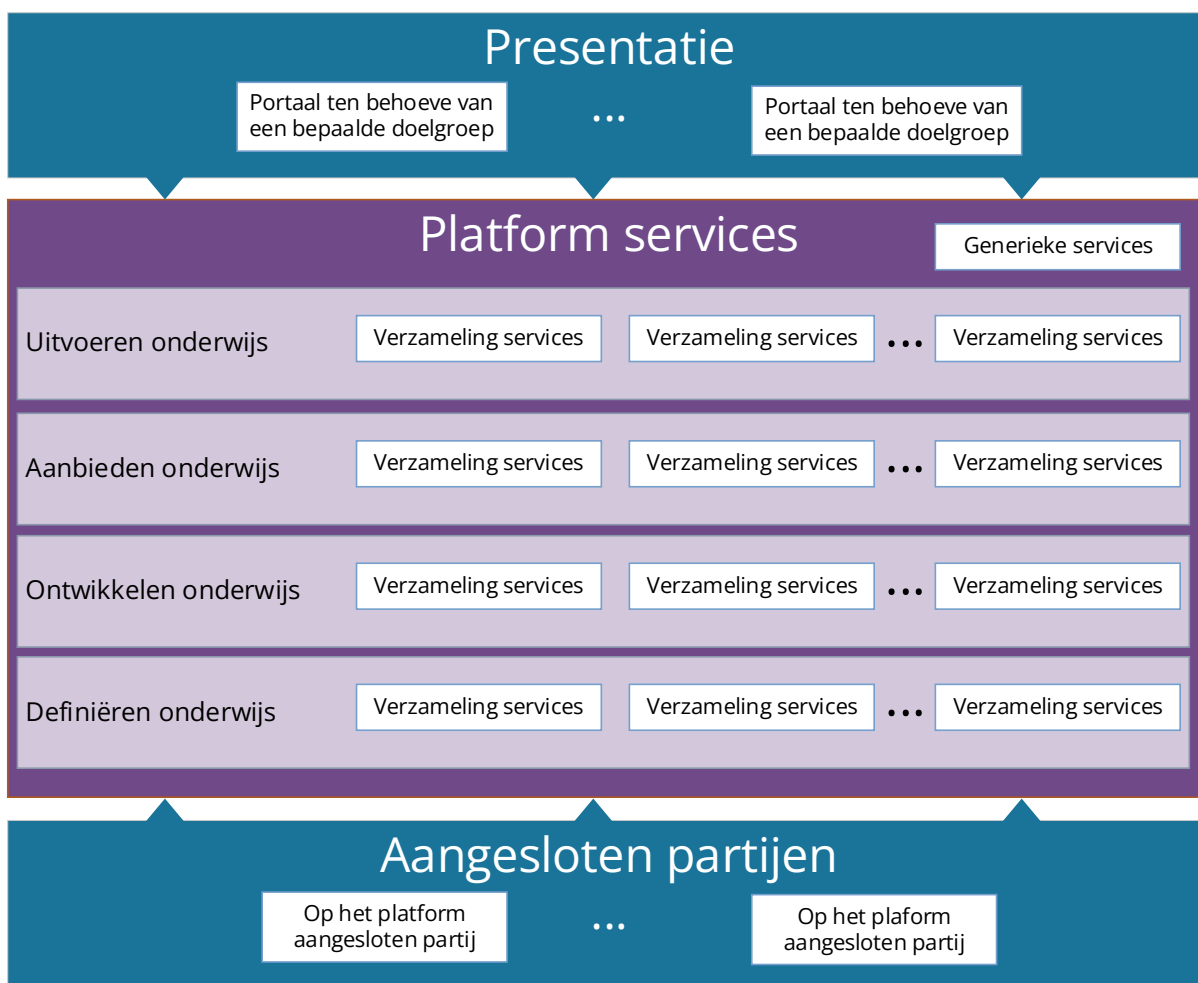 Presentatie
Portaal ten behoeve van
een bepaalde doelgroep
...
Portaal ten behoeve van
een bepaalde doelgroep
Platform services
Generieke services
Uitvoeren onderwijs
Verzameling services
Verzameling services
...
Verzameling services
Aanbieden onderwijs
Verzameling services
Verzameling services
...
Verzameling services
Ontwikkelen onderwijs
Verzameling services
Verzameling services
...
Verzameling services
Definiëren onderwijs
Verzameling services
Verzameling services
...
Verzameling services
Aangesloten partijen
Op het platform
aangesloten partij
...
Op het plaform
aangesloten partij